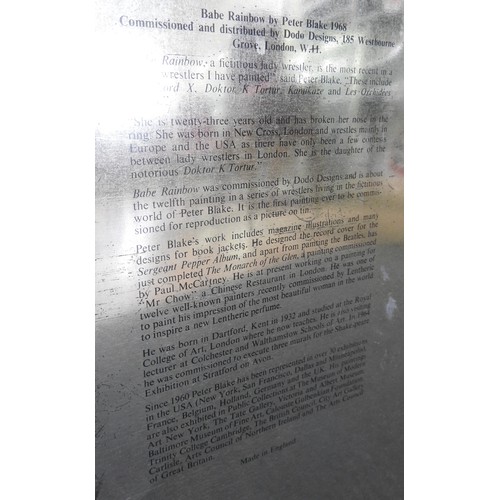 Babe Rainbow by Peter Blake 1968
Commissioned and distributed by Dodo Designs, 185 Westbourne
Grove, London, W.11.
Rainbow, a fictitious lady wrestler, is the most recent in a
wrestlers I have painted", said Peter Blake, "These include
X, Doktor K Tortur, Kamikaze and Les
"She is twenty-three years old and has broken her nose in the
ring. She was born in New Cross, London and wrestles mainly in
Europe and the USA as there have only been a few contests
between lady wrestlers in London. She is the daughter of the
notorious Doktor K Tortur."
Babe Rainbow was commissioned by Dodo Designs and is about
the twelfth painting in a series of wrestlers living in the fictitious
world of Peter Blake. It is the first painting ever to be commis-
sioned for reproduction as a picture on tin.
Peter Blake's work includes magazine illustrations and many
designs for book jackets. He designed the record cover for the
Sergeant Pepper Album, and apart from painting the Beatles, has
just completed The Monarch of the Glen, a painting commissioned
by Paul McCartney. He is at present working on a painting for
"Mr Chow," a Chinese Restaurant in London. He was one of
twelve well-known painters recently commissioned by Lentheric
to paint his impression of the most beautiful woman in the world
to inspire a new Lentheric perfume.
He was born in Dartford, Kent in 1932 and studied at the Royal
College of Art, London where he now teaches. He is a visiting
lecturer at Colchester and Walthamslow Schools of Art. In 1964
he was commissioned to execute three murals for the Shakespeare
Exhibition at Stratford on Avon.
Since 1960 Peter Blake has been represented in over 50 exhibitions
in the USA (New York, San Francisco, Dallas and Minneapolis),
France, Belgium, Holland, Germany and the UK. His paintings
are also exhibited in Public Collections at The Museum of Modern
Art New York, The Tate Gallery, Victoria and Albert Museum,
Baltimore Museum of Fine Art, Calouste Gulbenkian Foundation,
Trinity College Cambridge, The British Council, City Art Gallery
Carlisle, Arts Council of Northern Ireland and The Arts Council
of Great Britain.
Made in England